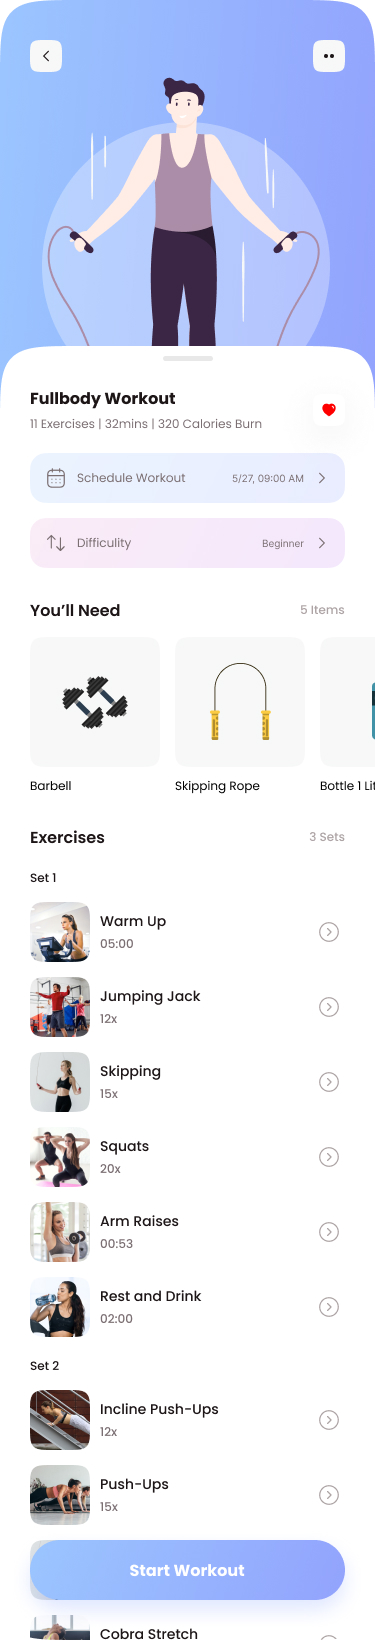 Fullbody Workout
11 Exercises | 32mins | 320 Calories Burn
Schedule Workout 5/27, 09:00 AM
Difficulity Beginner
You’ll Need 5 Items
Barbell Skipping Rope Bottle 1 Lit
Exercises 3 Sets
Set 1
Warm Up
05:00
Jumping Jack
12x
Skipping
15x
Squats
20x
Arm Raises
00:53
Rest and Drink
02:00
Set 2
Incline Push-Ups
12x
Push-Ups
15x
Start Workout
Cobra Stretch